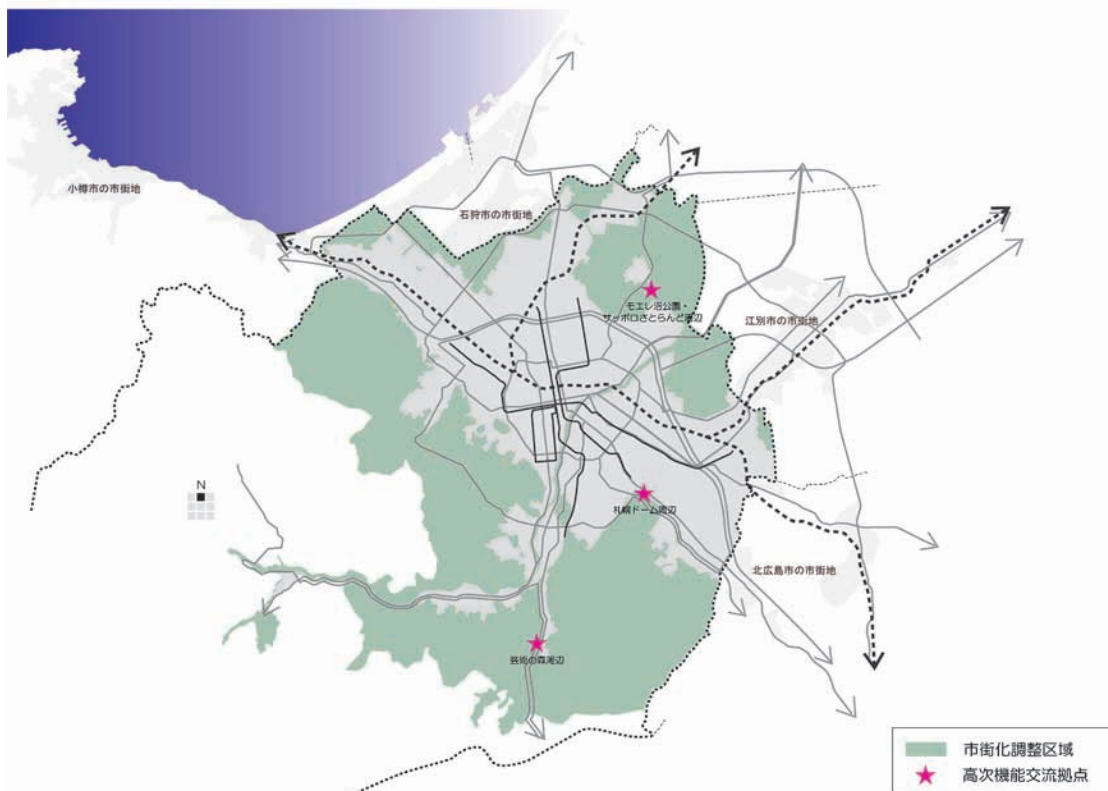 小樽市の市街地
石狩市の市街地
モエレ沼公園・
サッポロさとらんど周辺
江別市の市街地
N
札幌ドーム周辺
北広島市の市街地
芸術の森周辺
市街化調整区域
高次機能交流拠点